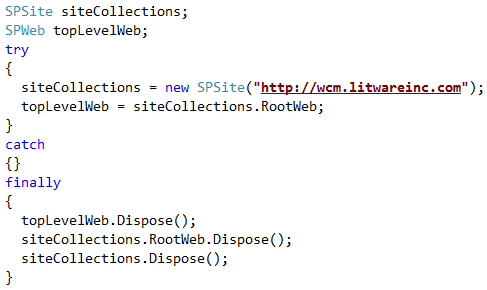 SPSite siteCollections;
SPWeb topLevelWeb;
try
{
  siteCollections = new SPSite("http://wcm.litwareinc.com");
  topLevelWeb = siteCollections.RootWeb;
}
catch
{}
finally
{
  topLevelWeb.Dispose();
  siteCollections.RootWeb.Dispose();
  siteCollections.Dispose();
}